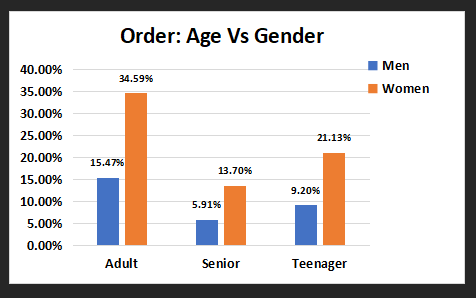 Order: Age Vs Gender
Men
Women
40.00%
35.00%
30.00%
25.00%
20.00%
15.00%
10.00%
5.00%
0.00%
15.47%
34.59%
5.91%
13.70%
9.20%
21.13%
Adult
Senior
Teenager